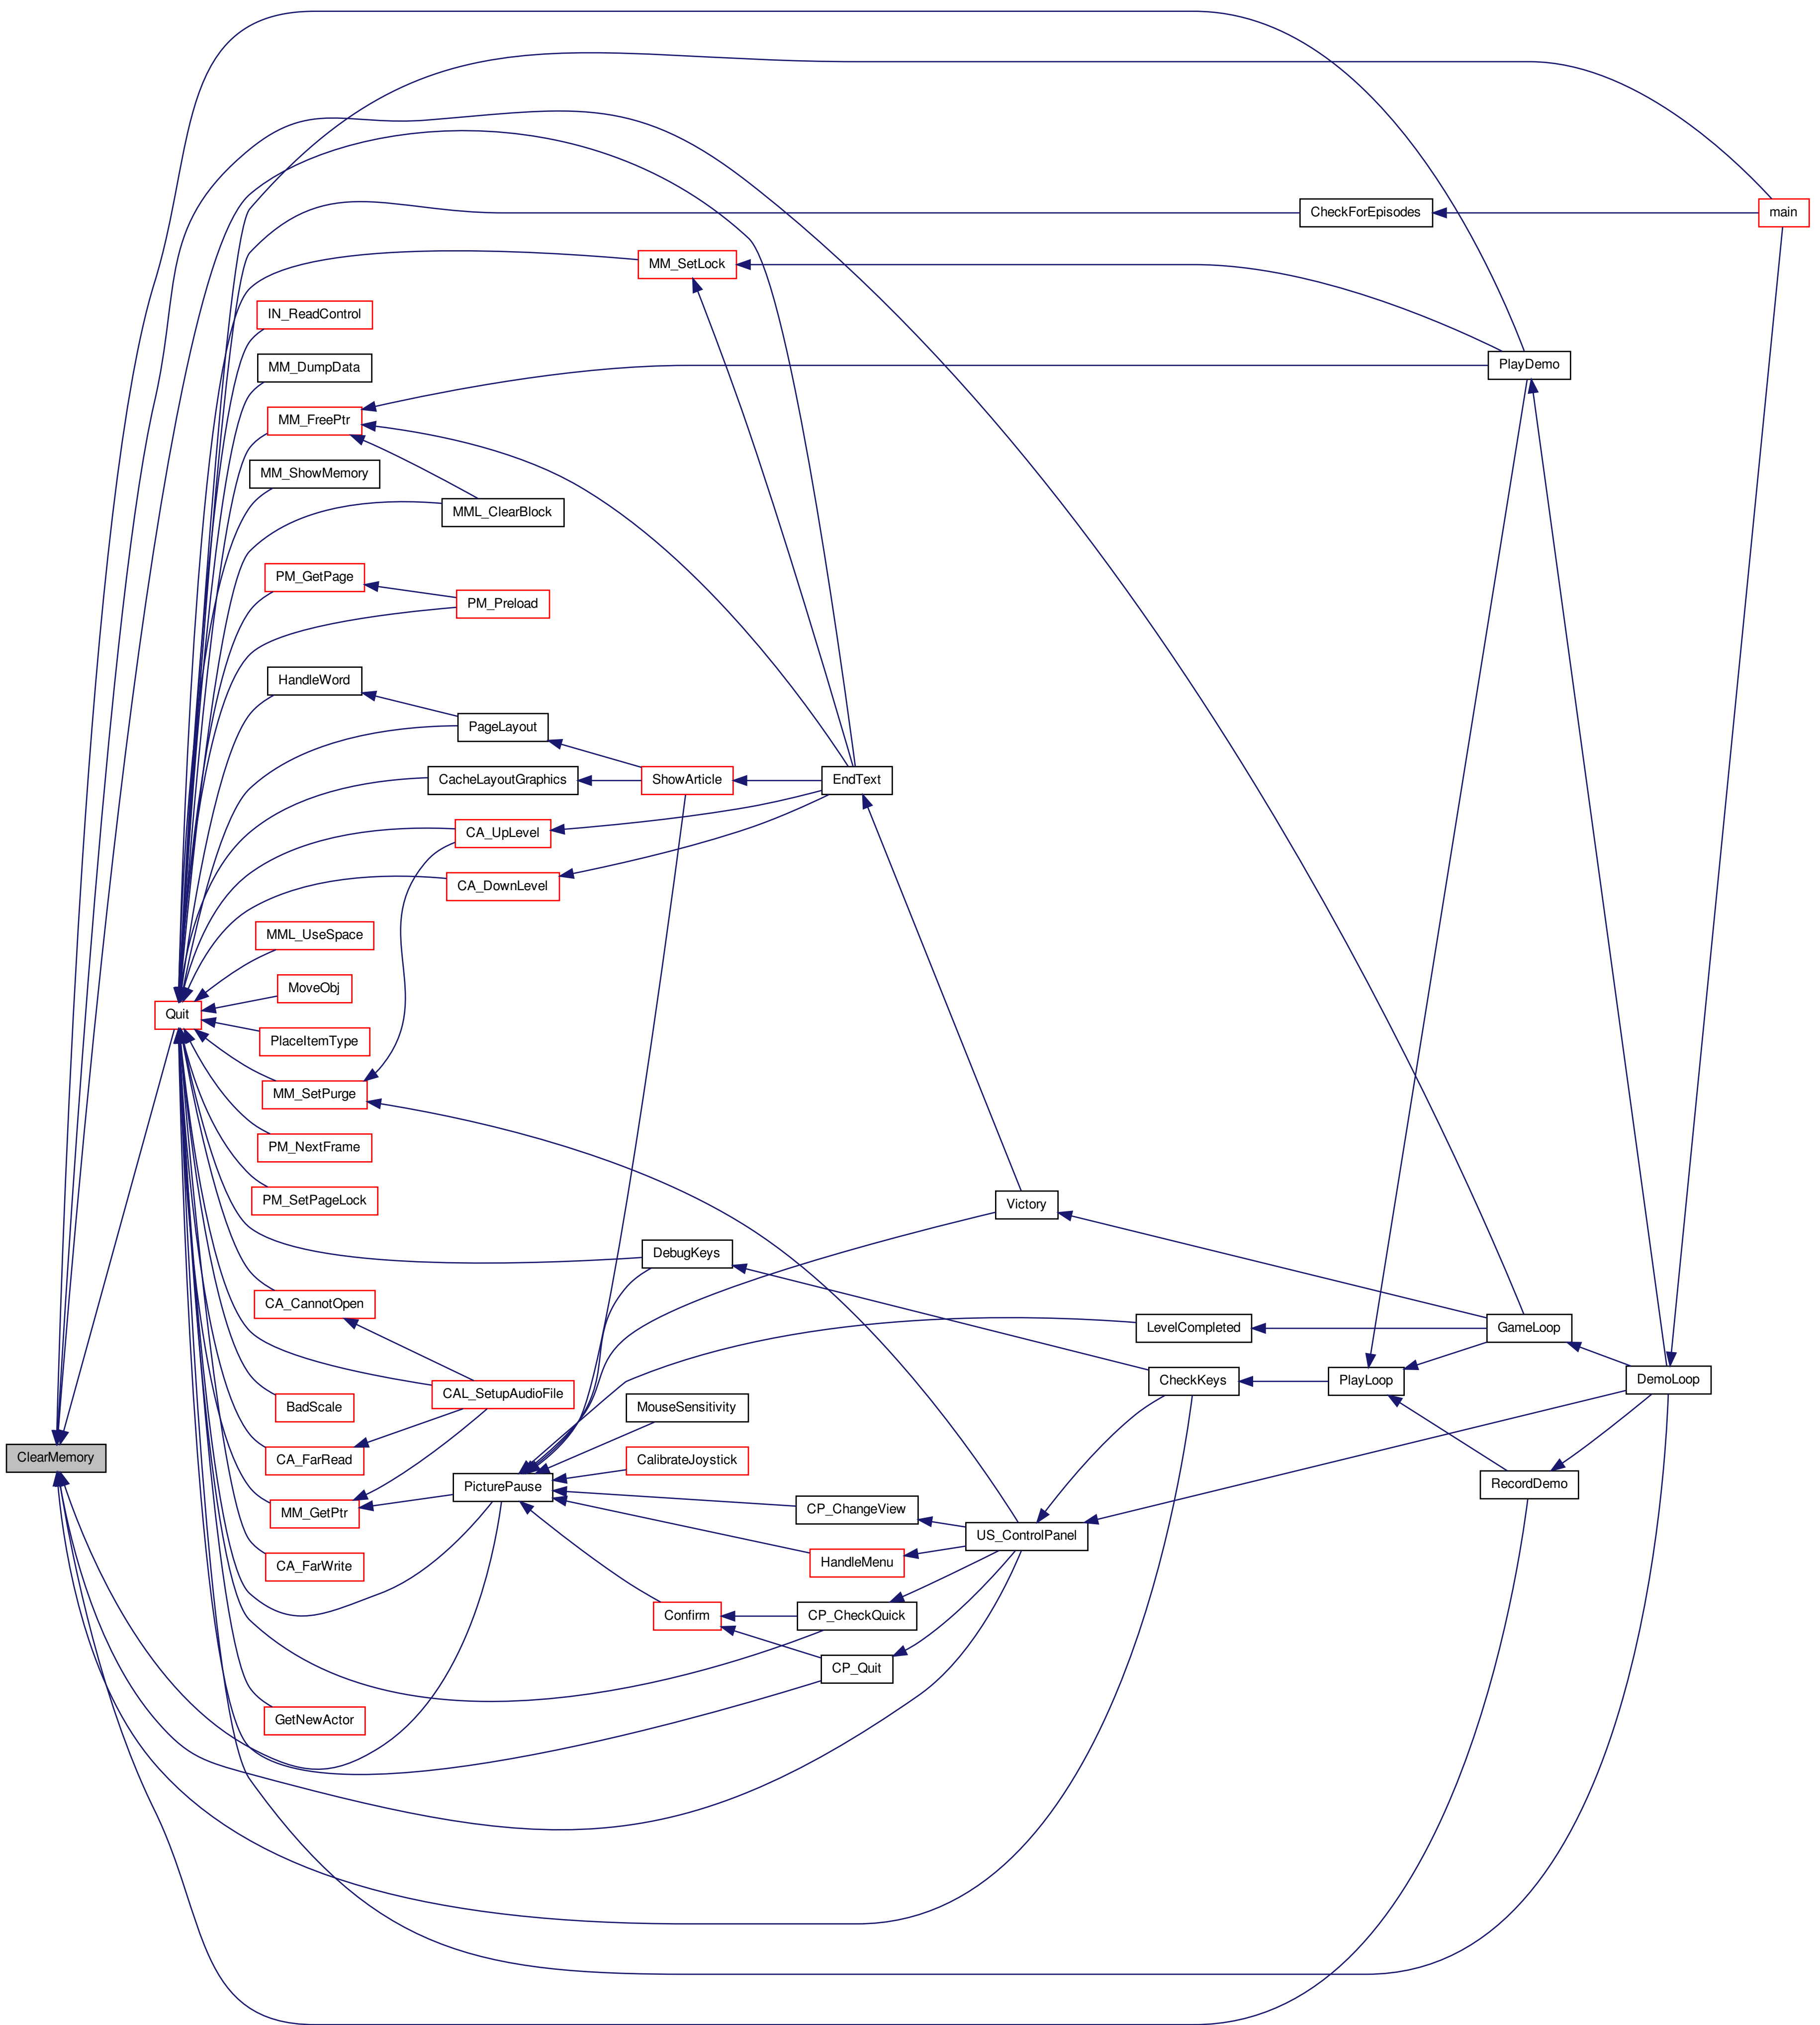 CheckForEpisodes
main
MM_SetLock
IN_ReadControl
MM_DumpData
PlayDemo
MM_FreePtr
MM_ShowMemory
MML_ClearBlock
PM_GetPage
PM_Preload
HandleWord
PageLayout
CacheLayoutGraphics
ShowArticle
EndText
CA_UpLevel
CA_DownLevel
MML_UseSpace
MoveObj
Quit
PlaceItemType
MM_SetPurge
PM_NextFrame
PM_SetPageLock
Victory
DebugKeys
CA_CannotOpen
LevelCompleted
GameLoop
CheckKeys
PlayLoop
DemoLoop
CAL_SetupAudioFile
BadScale
MouseSensitivity
ClearMemory
CA_FarRead
CalibrateJoystick
PicturePause
RecordDemo
MM_GetPtr
CP_ChangeView
US_ControlPanel
CA_FarWrite
HandleMenu
Confirm
CP_CheckQuick
CP_Quit
GetNewActor